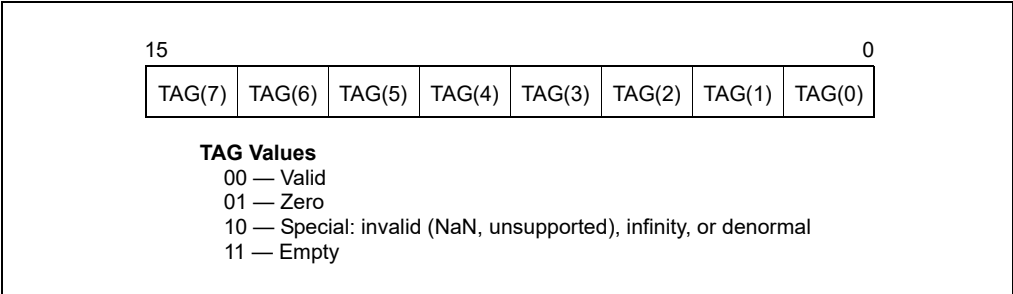 15 0
TAG(7) TAG(6) TAG(5) TAG(4) TAG(3) TAG(2) TAG(1) TAG(0)
TAG Values
00 — Valid
01 — Zero
10 — Special: invalid (NaN, unsupported), infinity, or denormal
11 — Empty